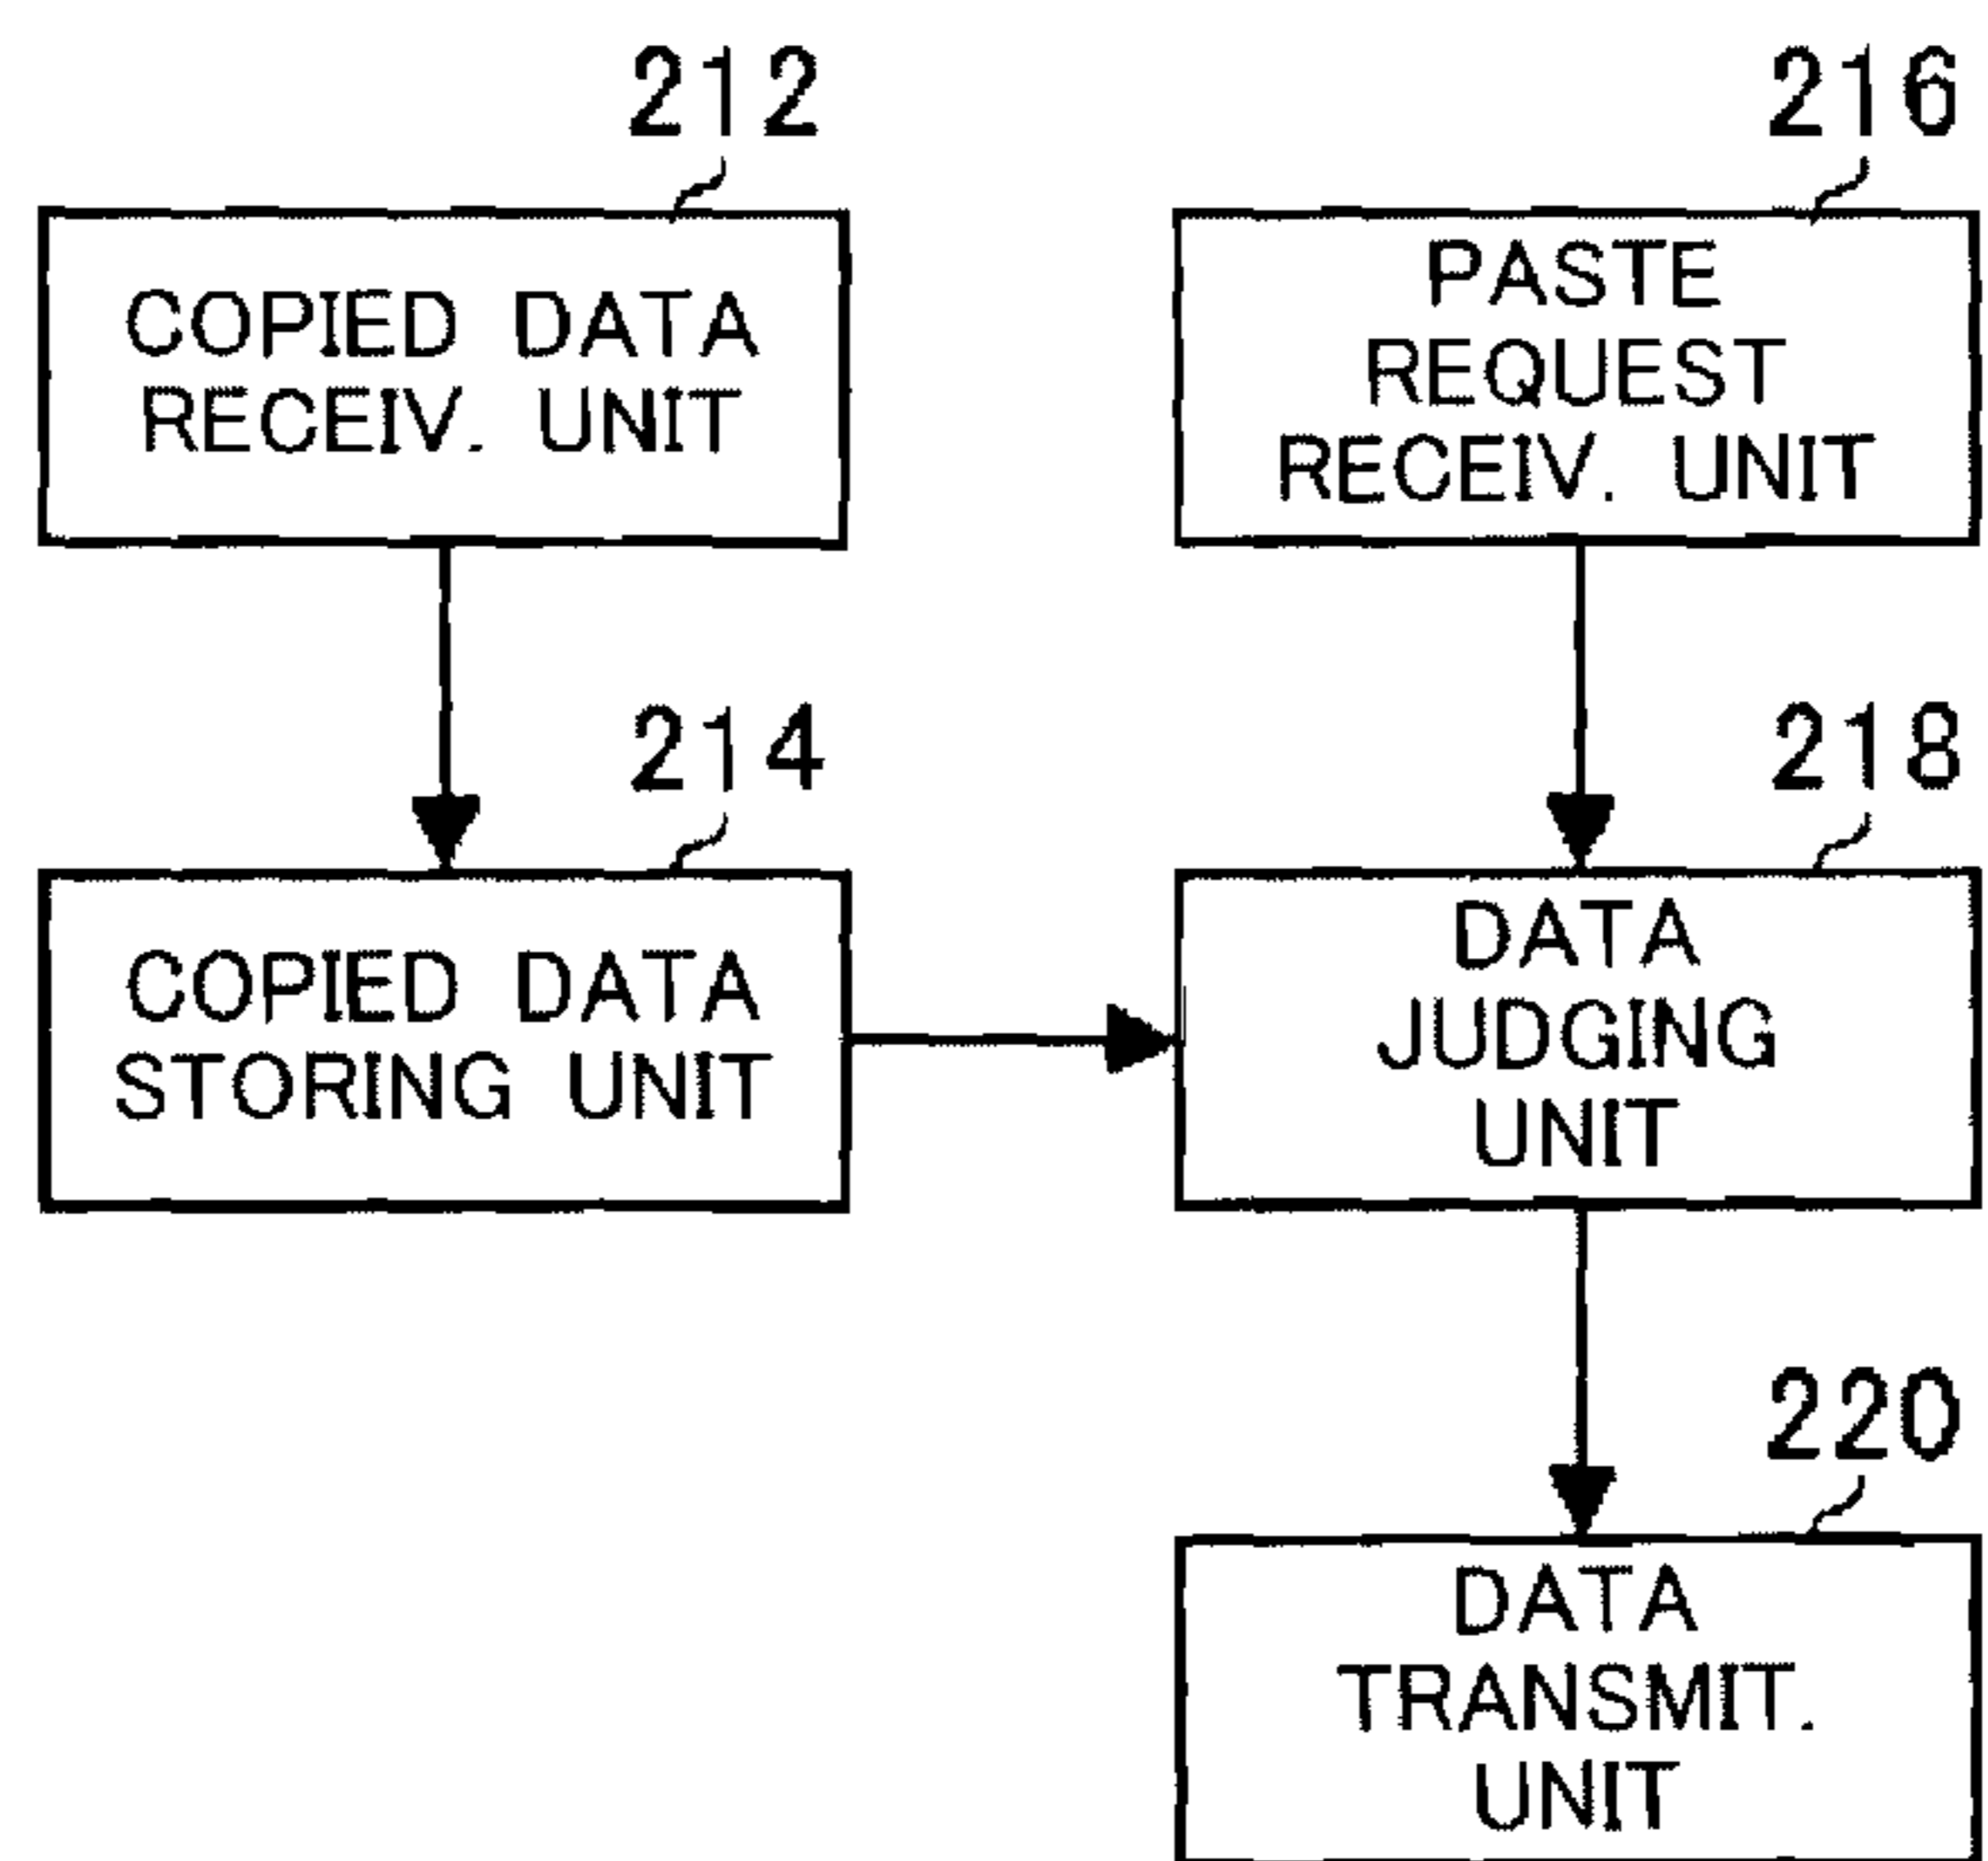 212
COPIED DATA
RECEIV. UNIT
216
PASTE
REQUEST
RECEIV. UNIT
214
COPIED DATA
STORING UNIT
218
DATA
JUDGING
UNIT
220
DATA
TRANSMIT.
UNIT